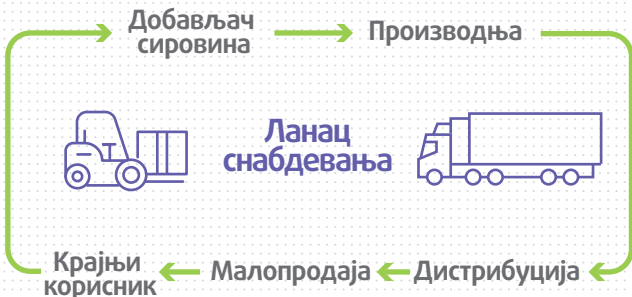 Добављач
сировина
Производња
Ланац
снабдевања
Крајњи
корисник
Малопродаја
Дистрибуција